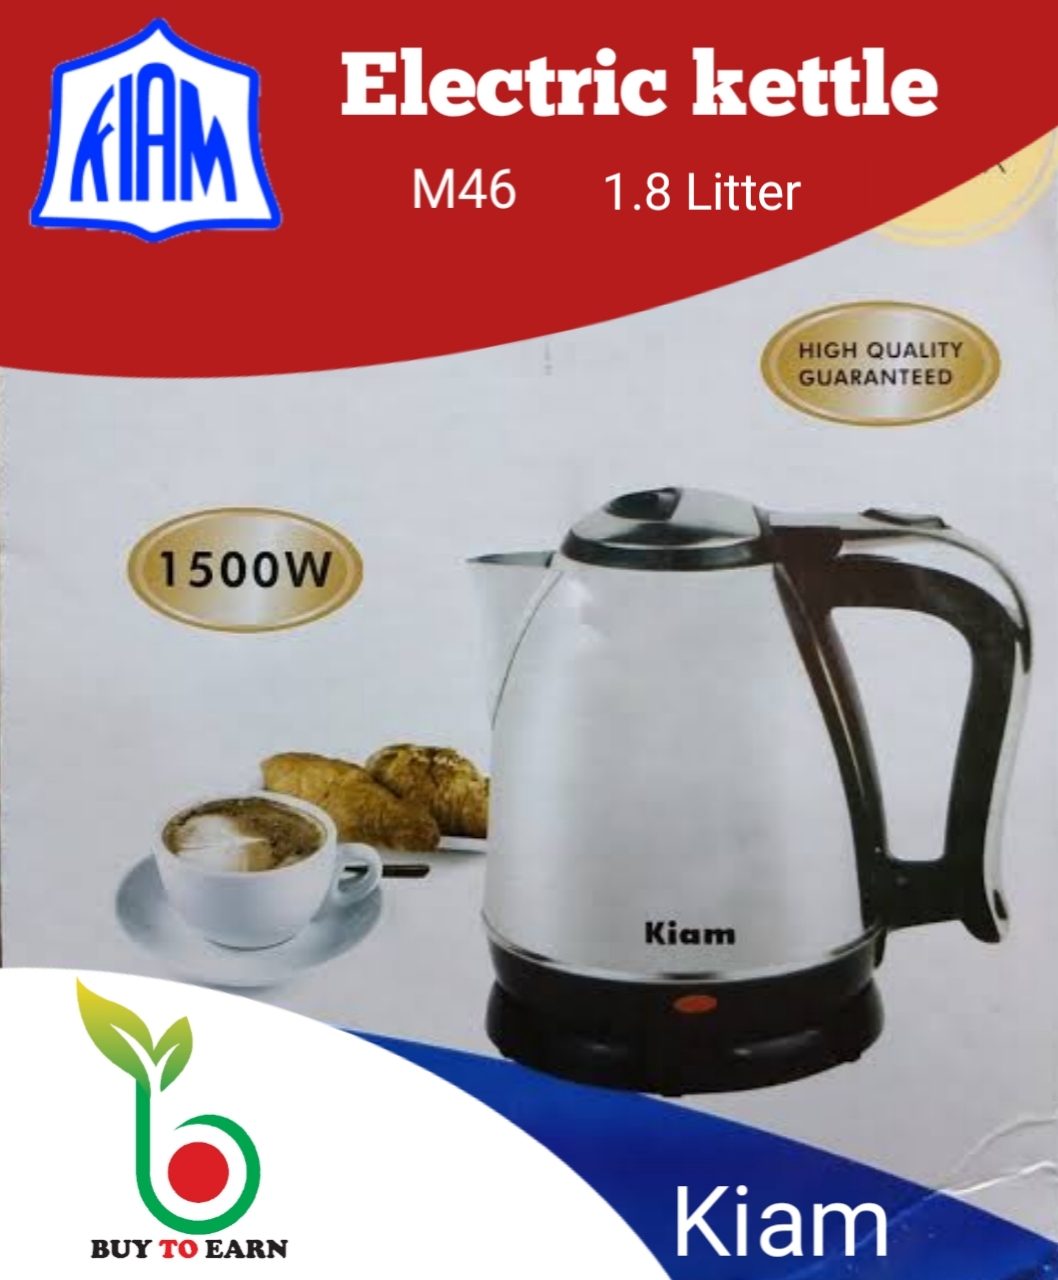 KIAM
Electric kettle
M46 1.8 Litter
HIGH QUALITY
GUARANTEED
1500W
Kiam
BUY TO EARN
Kiam